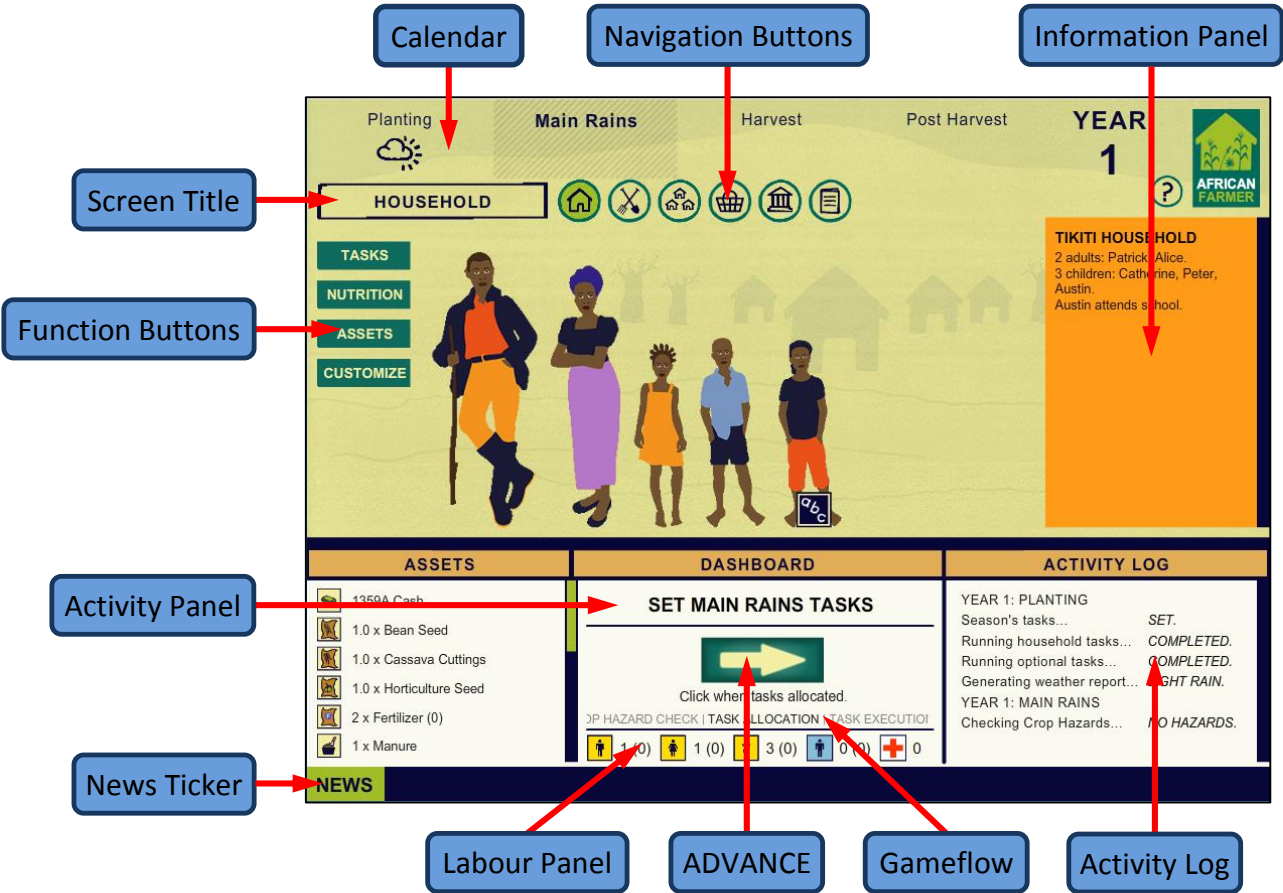 Calendar
Navigation Buttons
Information Panel
Planting
Main Rains
Harvest
Post Harvest
YEAR
1
?
AFRICAN
FARMER
Screen Title
HOUSEHOLD
TIKITI HOUSEHOLD
2 adults: Patrick, Alice.
3 children: Catherine, Peter,
Austin.
Austin attends school.
TASKS
NUTRITION
Function Buttons
ASSETS
CUSTOMIZE
abc
ASSETS
DASHBOARD
ACTIVITY LOG
Activity Panel
1359A Cash
1.0 x Bean Seed
1.0 x Cassava Cuttings
1.0 x Horticulture Seed
2 x Fertilizer (0)
1 x Manure
SET MAIN RAINS TASKS
Click when tasks allocated.
OP HAZARD CHECK | TASK ALLOCATION | TASK EXECUTION
1 (0) 1 (0) 3 (0) 0 (0) 0
YEAR 1: PLANTING
Season's tasks... SET.
Running household tasks... COMPLETED.
Running optional tasks... COMPLETED.
Generating weather report... LIGHT RAIN.
YEAR 1: MAIN RAINS
Checking Crop Hazards... NO HAZARDS.
News Ticker
NEWS
Labour Panel
ADVANCE
Gameflow
Activity Log